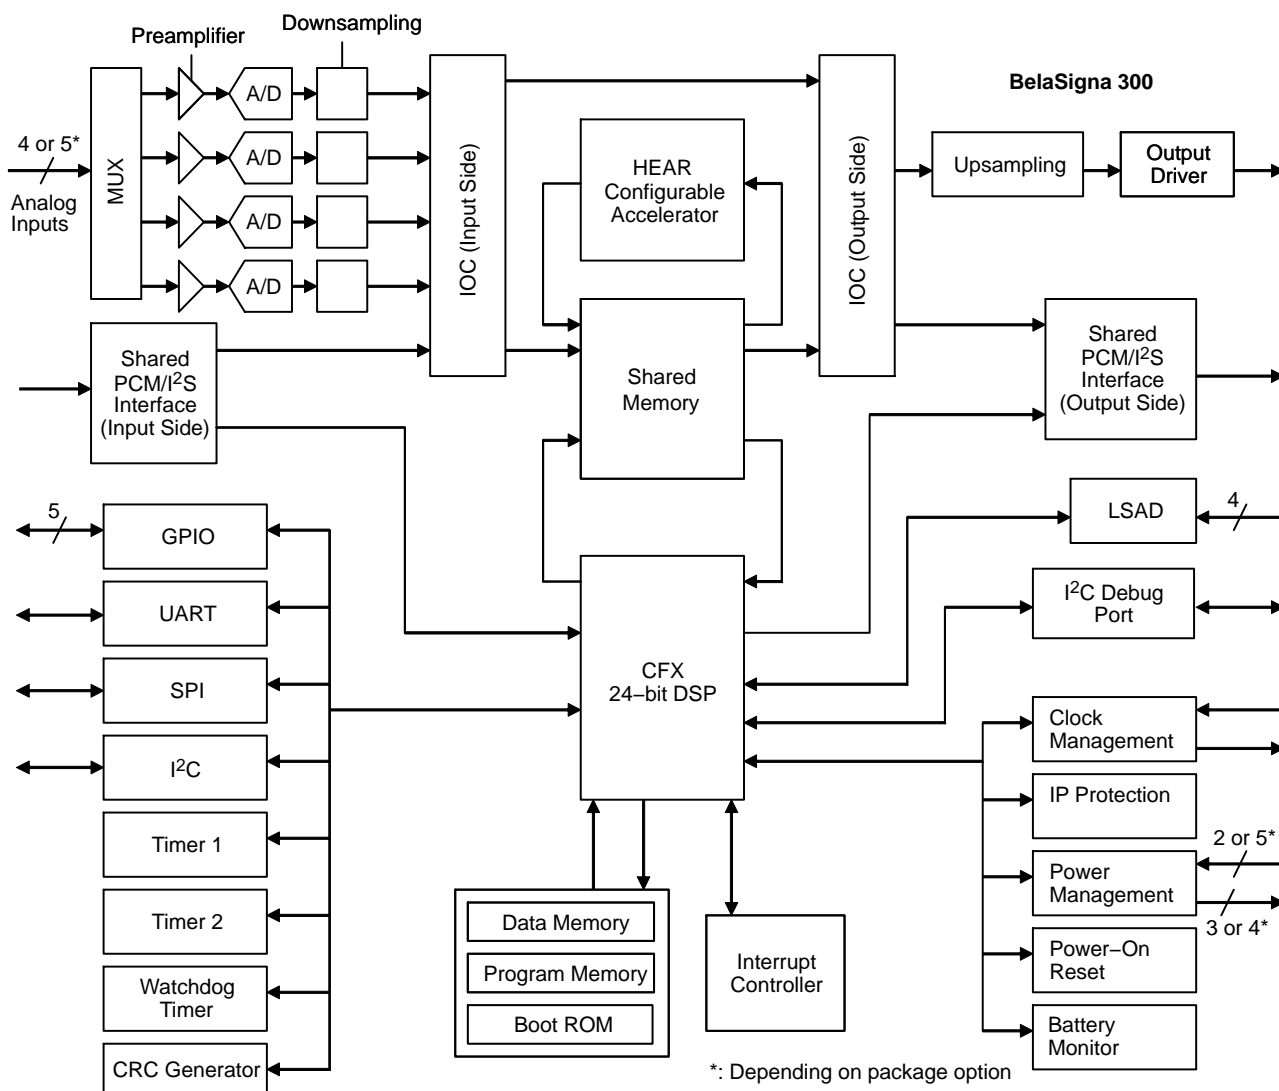 Preamplifier
Downsampling
BelaSigna 300
4 or 5*
Analog
Inputs
MUX
A/D
A/D
A/D
A/D
IOC (Input Side)
HEAR
Configurable
Accelerator
IOC (Output Side)
Upsampling
Output
Driver
Shared
PCM/I²S
Interface
(Input Side)
Shared
Memory
Shared
PCM/I²S
Interface
(Output Side)
5
GPIO
UART
SPI
I²C
Timer 1
Timer 2
Watchdog
Timer
CRC Generator
CFX
24–bit DSP
LSAD
4
I²C Debug
Port
Clock
Management
IP Protection
Power
Management
2 or 5*
3 or 4*
Power–On
Reset
Battery
Monitor
Data Memory
Program Memory
Boot ROM
Interrupt
Controller
*: Depending on package option